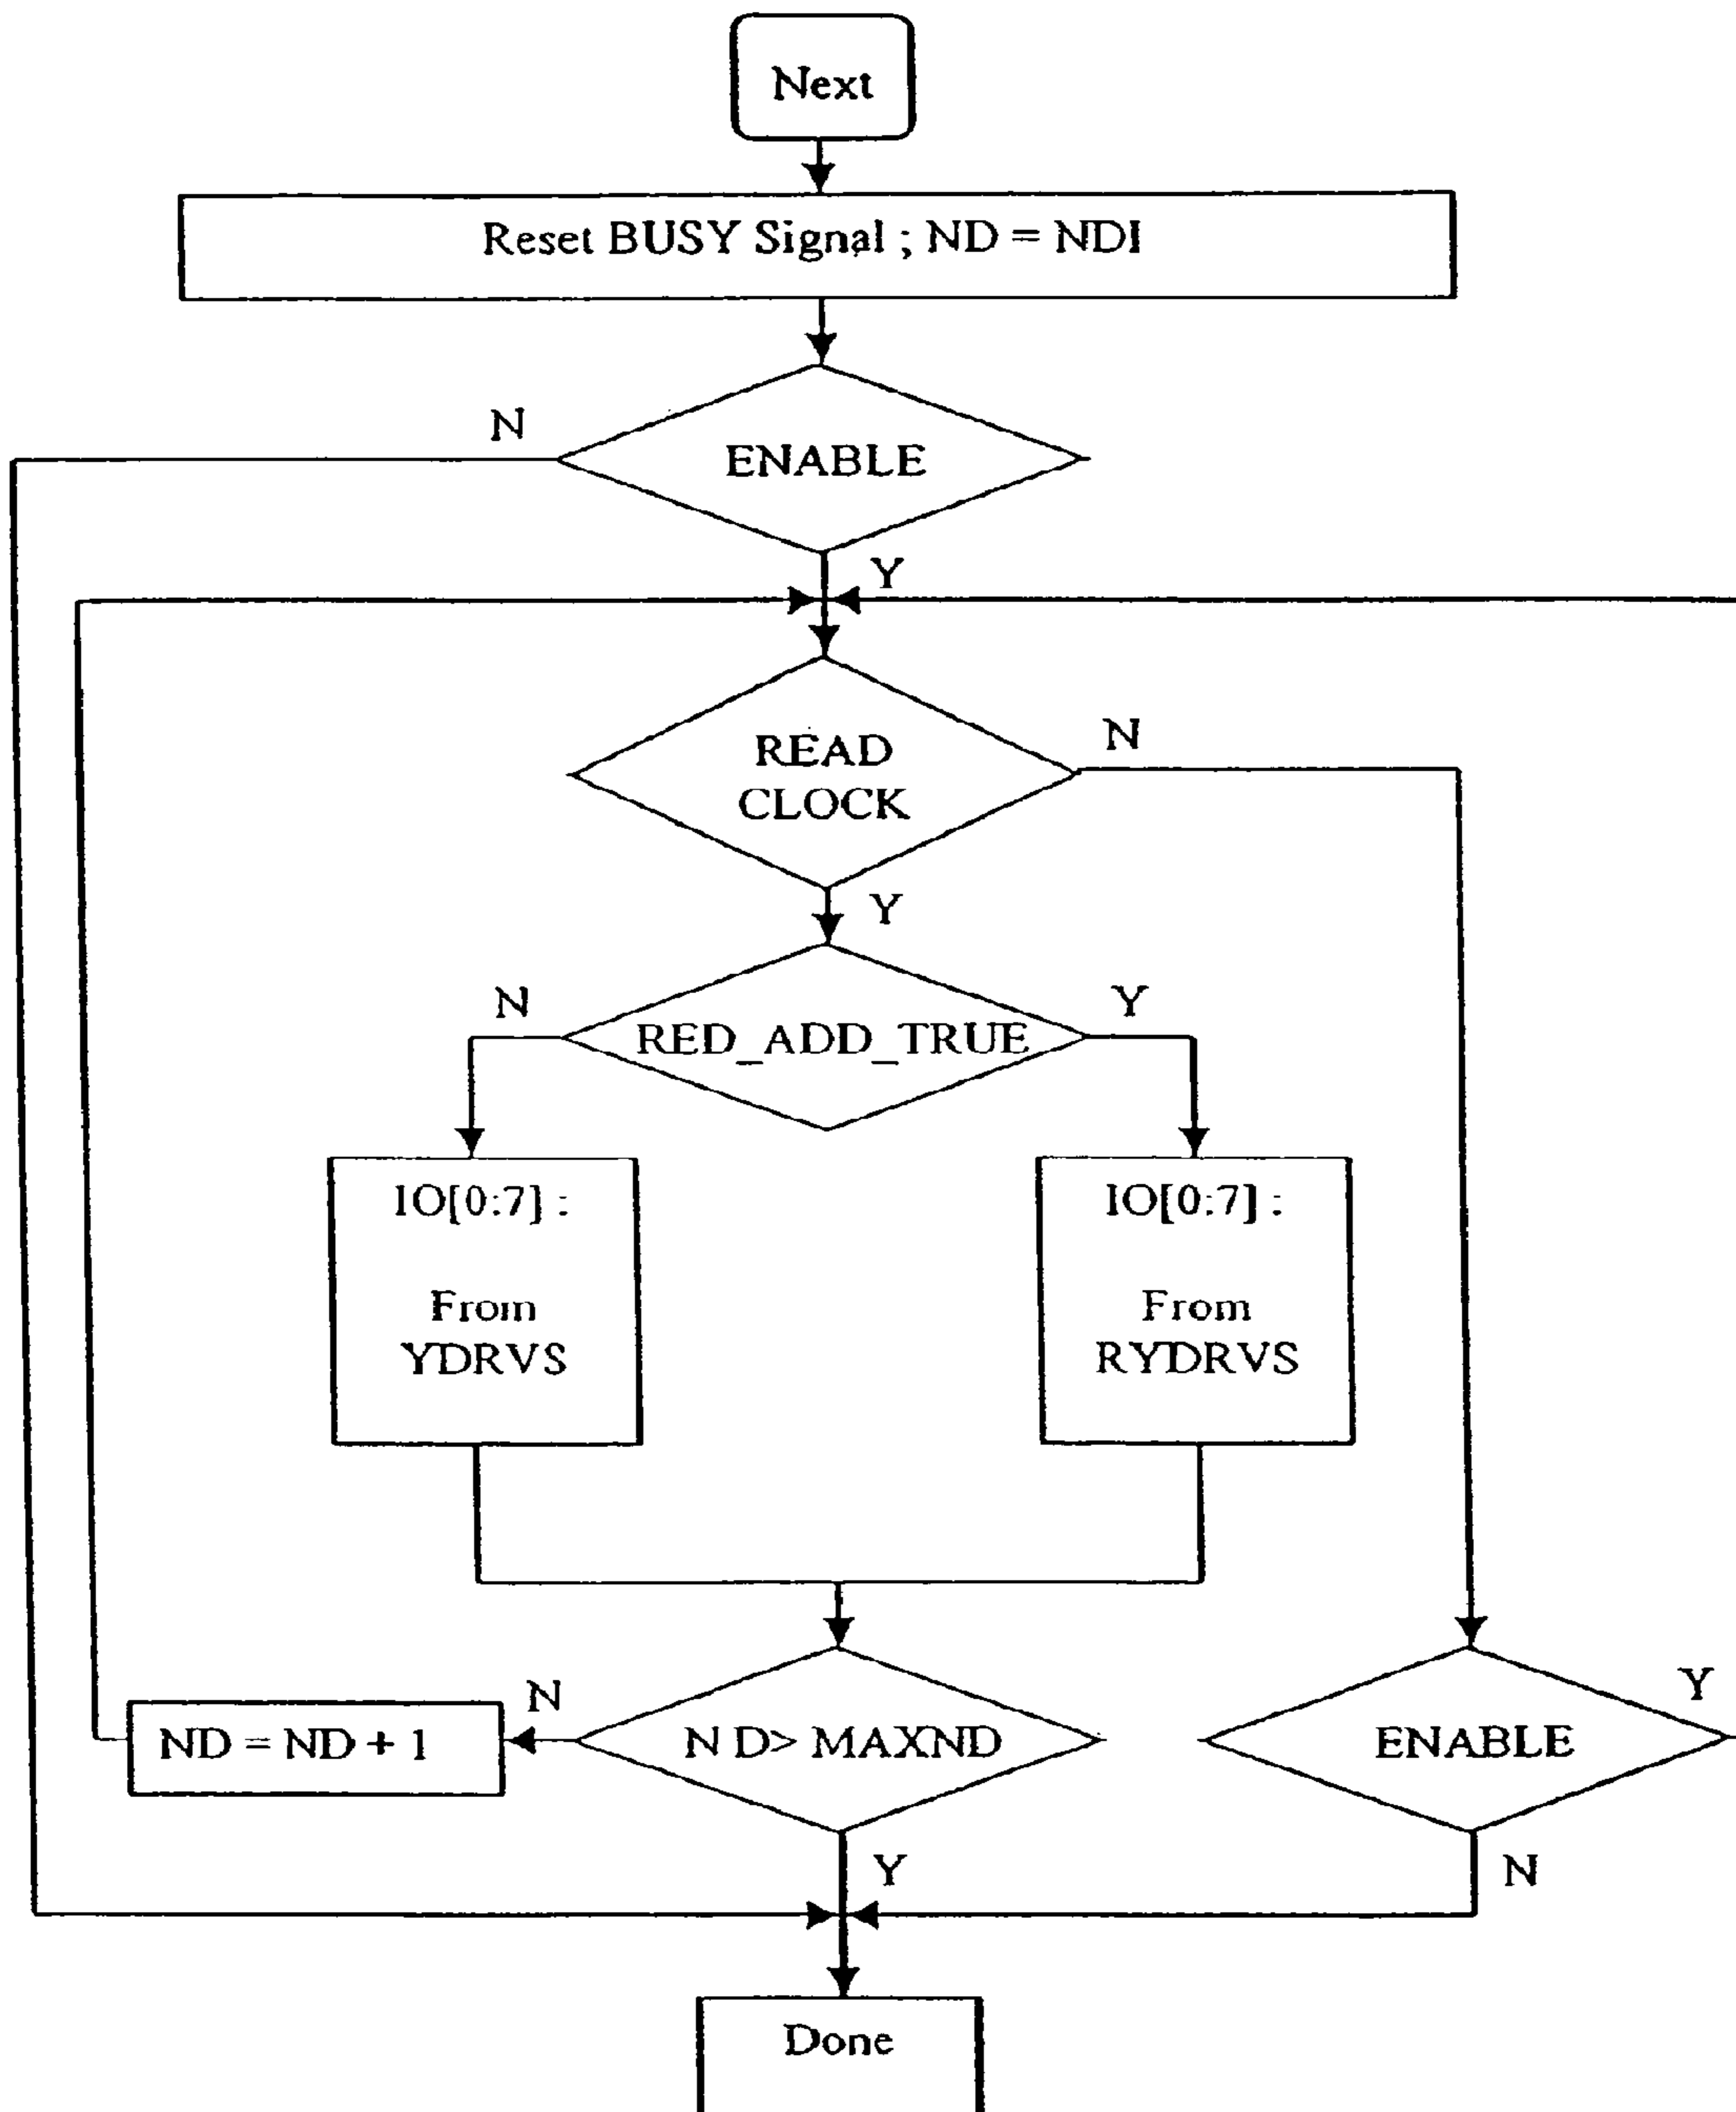 Next
Reset BUSY Signal ; ND = NDI
N
ENABLE
Y
READ
CLOCK
N
Y
N
RED_ADD_TRUE
Y
IO[0:7] :
From
YDRVS
IO[0:7] :
From
RYDRVS
ND = ND + 1
N
N D> MAXND
ENABLE
Y
Y
N
Done